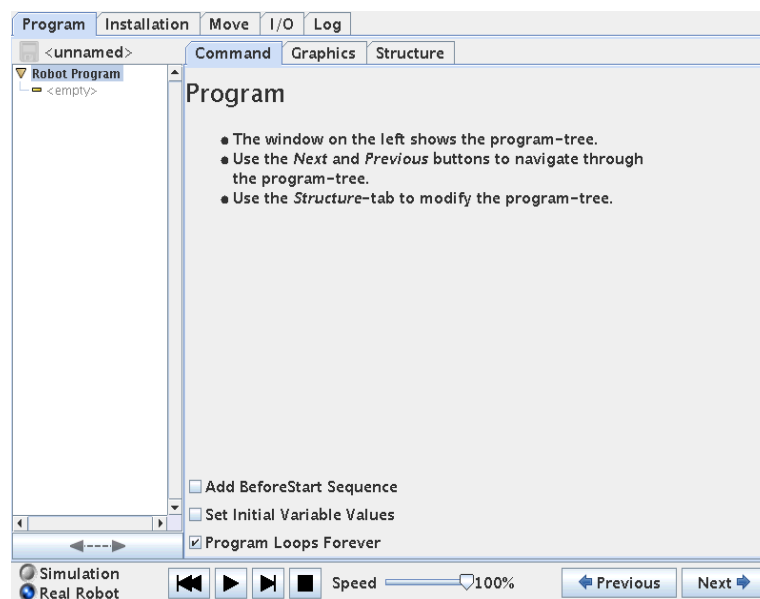 Program Installation Move I/O Log
<unnamed> Command Graphics Structure
Robot Program
<empty>
Program
The window on the left shows the program-tree.
Use the Next and Previous buttons to navigate through
the program-tree.
Use the Structure-tab to modify the program-tree.
Add BeforeStart Sequence
Set Initial Variable Values
Program Loops Forever
Simulation
Real Robot
Speed 100% Previous Next